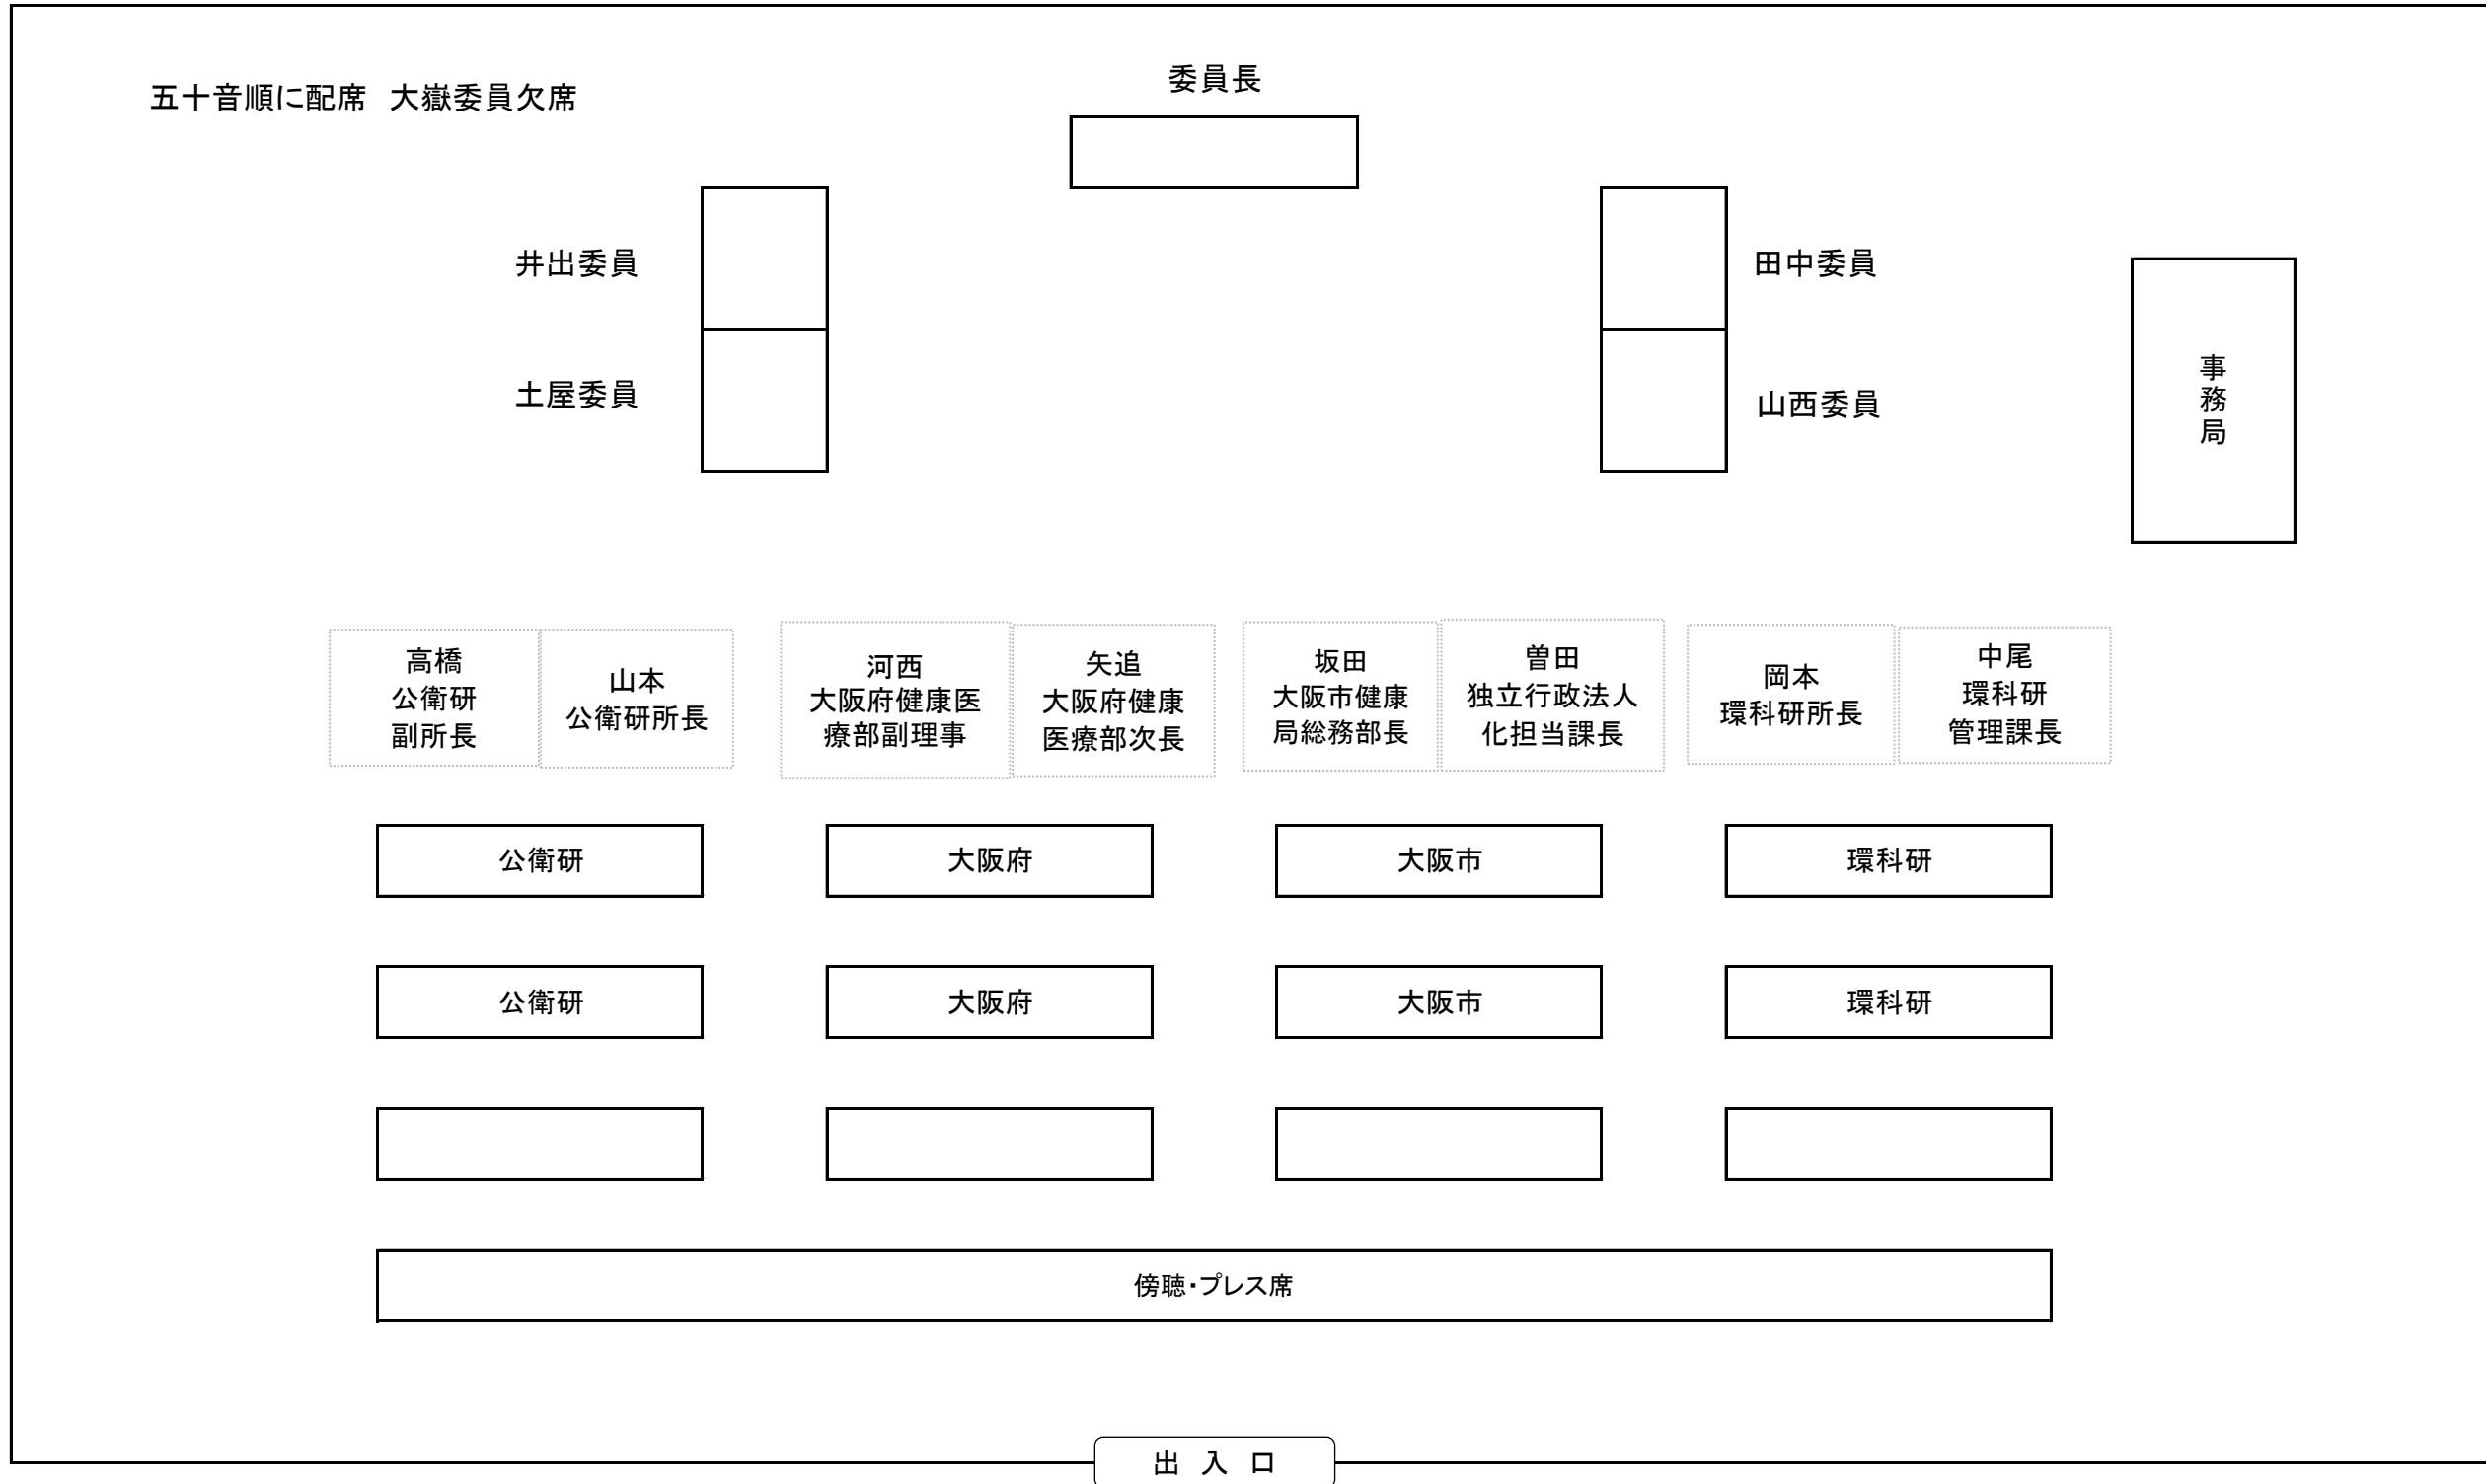 五十音順に配席　大嶽委員欠席
委員長
井出委員
田中委員
土屋委員
山西委員
事務局
高橋
公衛研
副所長
山本
公衛研所長
河西
大阪府健康医
療部副理事
矢追
大阪府健康
医療部次長
坂田
大阪市健康
局総務部長
曽田
独立行政法人
化担当課長
岡本
環科研所長
中尾
環科研
管理課長
公衛研
大阪府
大阪市
環科研
公衛研
大阪府
大阪市
環科研
傍聴・プレス席
出　入　口